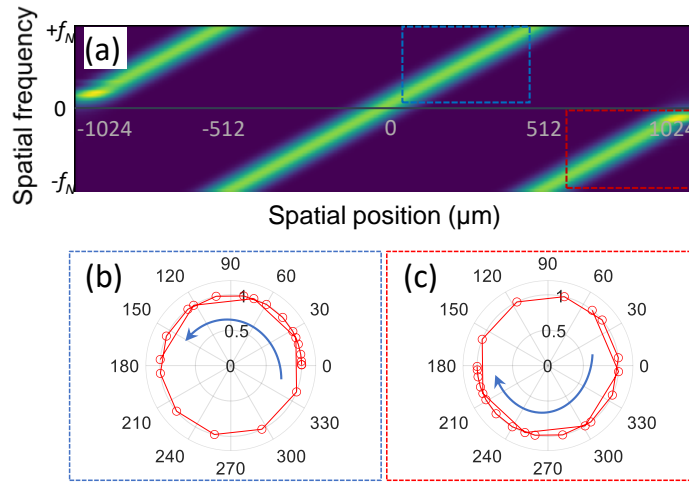 (a)
+f_N
0
-f_N
Spatial frequency
-1024 -512 0 512 1024
Spatial position (µm)
(b)
90
120 60
150 30
180 0
210 330
240 300
270
1
0.5
0
(c)
90
120 60
150 30
180 0
210 330
240 300
270
1
0.5
0